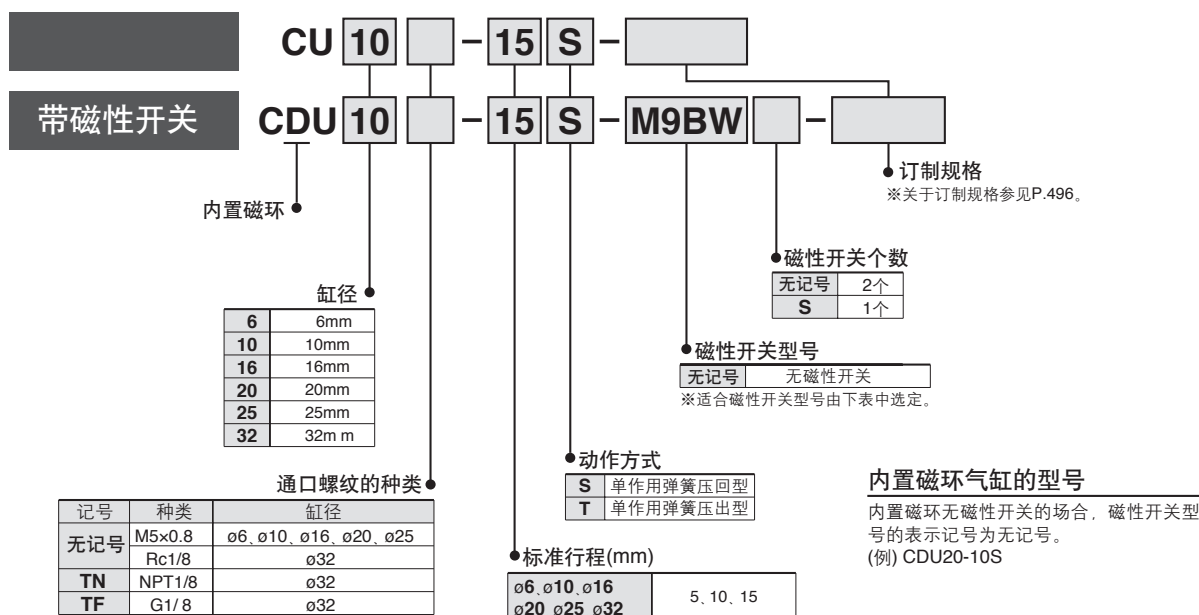 CU 10 - 15 S -
带磁性开关 CDU 10 - 15 S - M9BW -
订制规格
※关于订制规格参见P.496。
内置磁环
磁性开关个数
无记号 2个
S 1个
缸径
6 6mm
10 10mm
16 16mm
20 20mm
25 25mm
32 32m m
磁性开关型号
无记号 无磁性开关
※适合磁性开关型号由下表中选定。
动作方式
S 单作用弹簧压回型
T 单作用弹簧压出型
内置磁环气缸的型号
内置磁环无磁性开关的场合, 磁性开关型
号的表示记号为无记号。
(例) CDU20-10S
通口螺纹的种类
记号 种类 缸径
无记号 M5×0.8 ø6、ø10、ø16、ø20、ø25
Rc1/8 ø32
TN NPT1/8 ø32
TF G1/ 8 ø32
标准行程(mm)
ø6、ø10、ø16
ø20 ø25 ø32
5、10、15